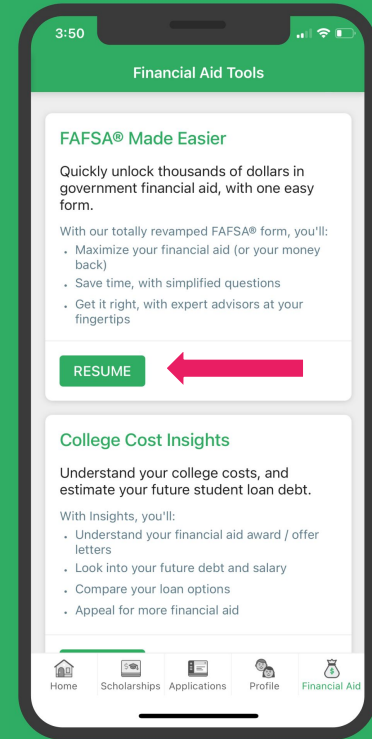 3:50
Financial Aid Tools
FAFSA® Made Easier
Quickly unlock thousands of dollars in
government financial aid, with one easy
form.
With our totally revamped FAFSA® form, you'll:
• Maximize your financial aid (or your money
back)
• Save time, with simplified questions
• Get it right, with expert advisors at your
fingertips
RESUME
College Cost Insights
Understand your college costs, and
estimate your future student loan debt.
With Insights, you'll:
• Understand your financial aid award / offer
letters
• Look into your future debt and salary
• Compare your loan options
• Appeal for more financial aid
Home Scholarships Applications Profile Financial Aid